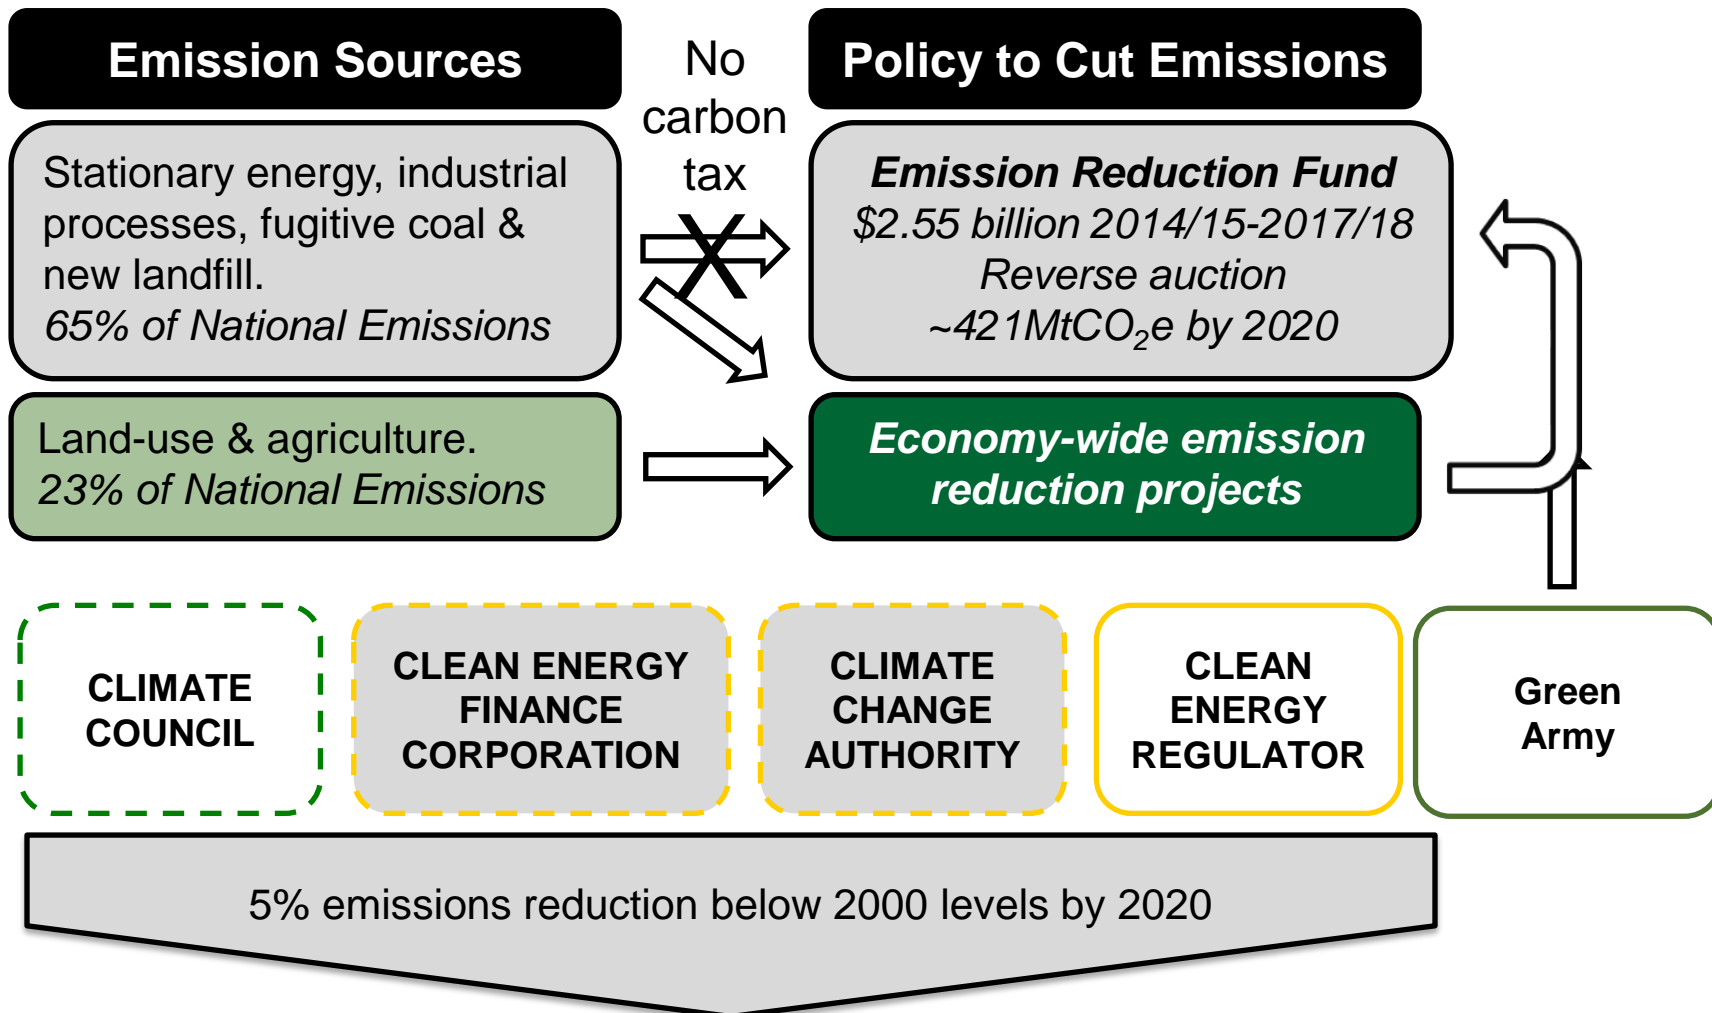 Emission Sources
No
carbon
tax
Policy to Cut Emissions
Stationary energy, industrial
processes, fugitive coal &
new landfill.
65% of National Emissions
Emission Reduction Fund
$2.55 billion 2014/15-2017/18
Reverse auction
~421MtCO₂e by 2020
Land-use & agriculture.
23% of National Emissions
Economy-wide emission
reduction projects
CLIMATE
COUNCIL
CLEAN ENERGY
FINANCE
CORPORATION
CLIMATE
CHANGE
AUTHORITY
CLEAN
ENERGY
REGULATOR
Green
Army
5% emissions reduction below 2000 levels by 2020